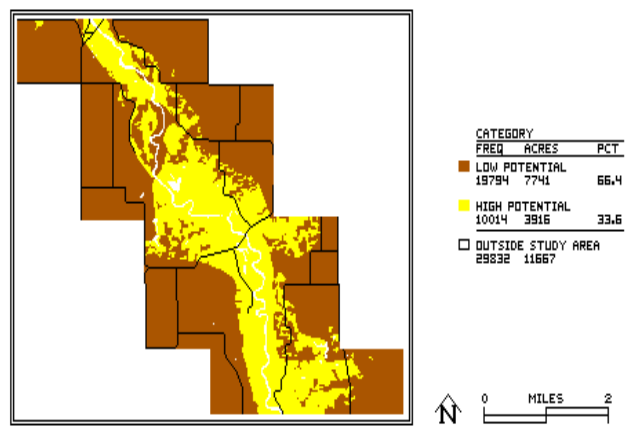 CATEGORY
FREQ ACRES PCT
LOW POTENTIAL
19794 7741 66.4
HIGH POTENTIAL
10014 3916 33.6
OUTSIDE STUDY AREA
29832 11667
N
0 MILES 2